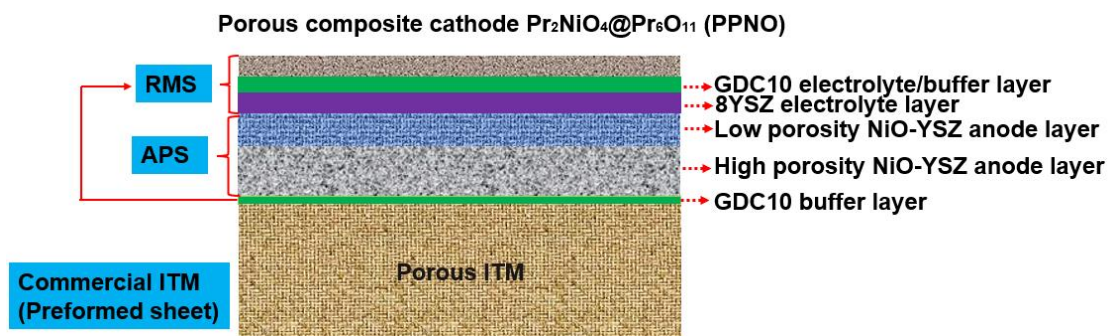 Porous composite cathode Pr₂NiO₄@Pr₆O₁₁ (PPNO)
RMS
GDC10 electrolyte/buffer layer
8YSZ electrolyte layer
Low porosity NiO-YSZ anode layer
APS
High porosity NiO-YSZ anode layer
GDC10 buffer layer
Porous ITM
Commercial ITM
(Preformed sheet)